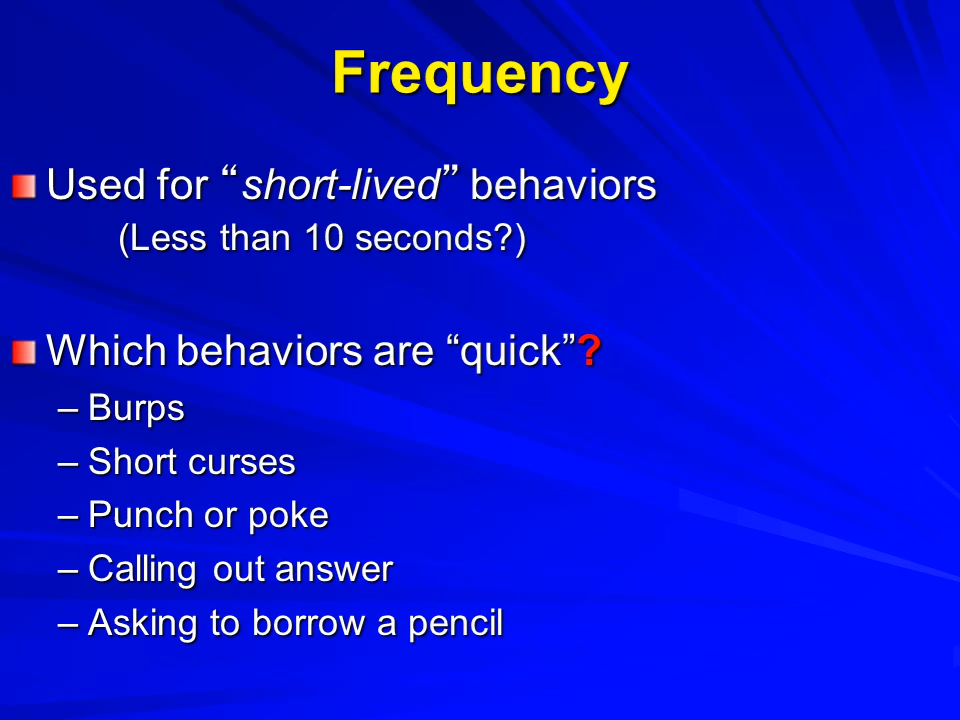 Frequency
Used for “short-lived” behaviors
(Less than 10 seconds?)
Which behaviors are “quick”?
– Burps
– Short curses
– Punch or poke
– Calling out answer
– Asking to borrow a pencil